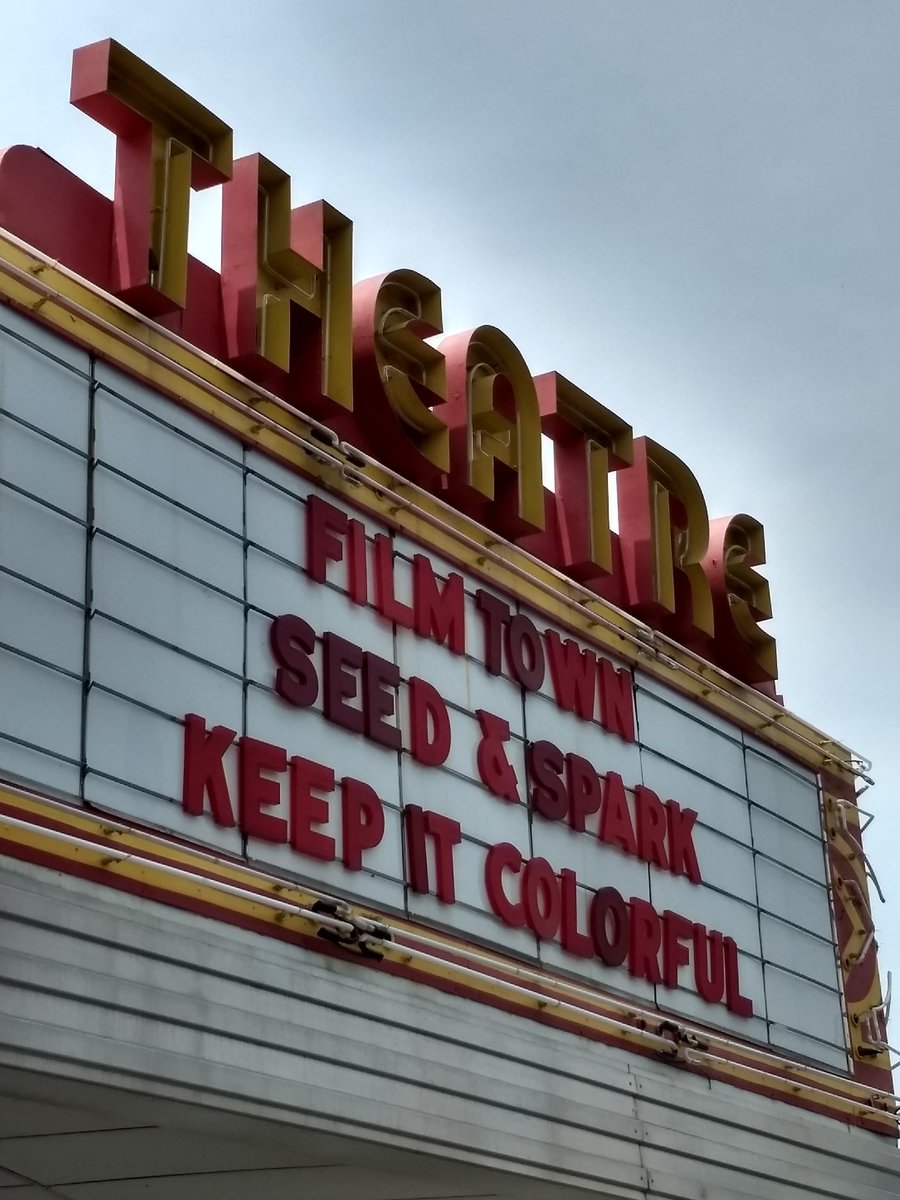 THEATRE
FILM TOWN
SEED & SPARK
KEEP IT COLORFUL